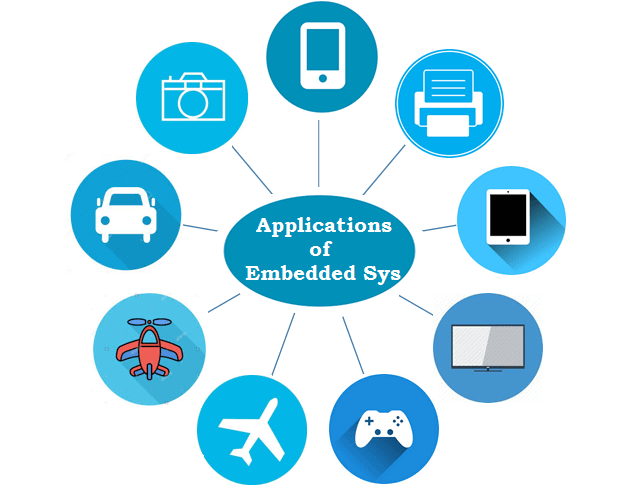 Applications
of
Embedded Sys